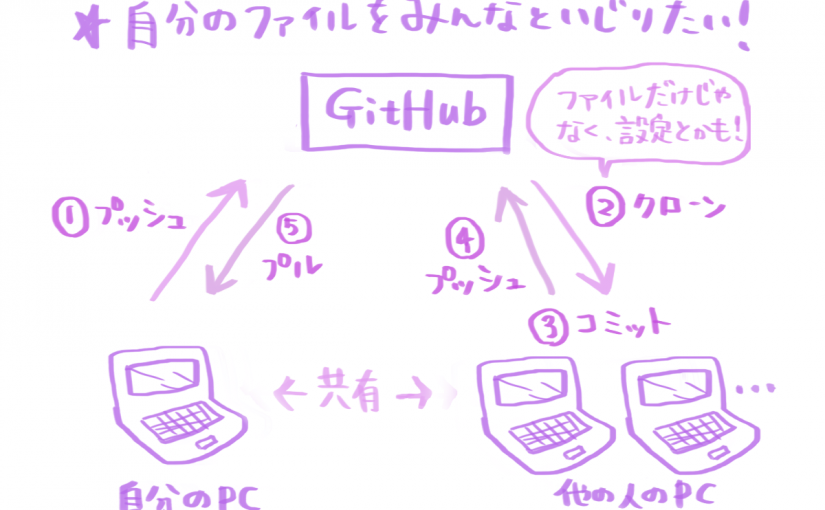 * 自分のファイルをみんなといじりたい!
GitHub
ファイルだけじゃ
なく、設定とかも!
① プッシュ
⑤
プル
④
プッシュ
② クローン
③ コミット
← 共有 →
...
自分のPC
他の人のPC